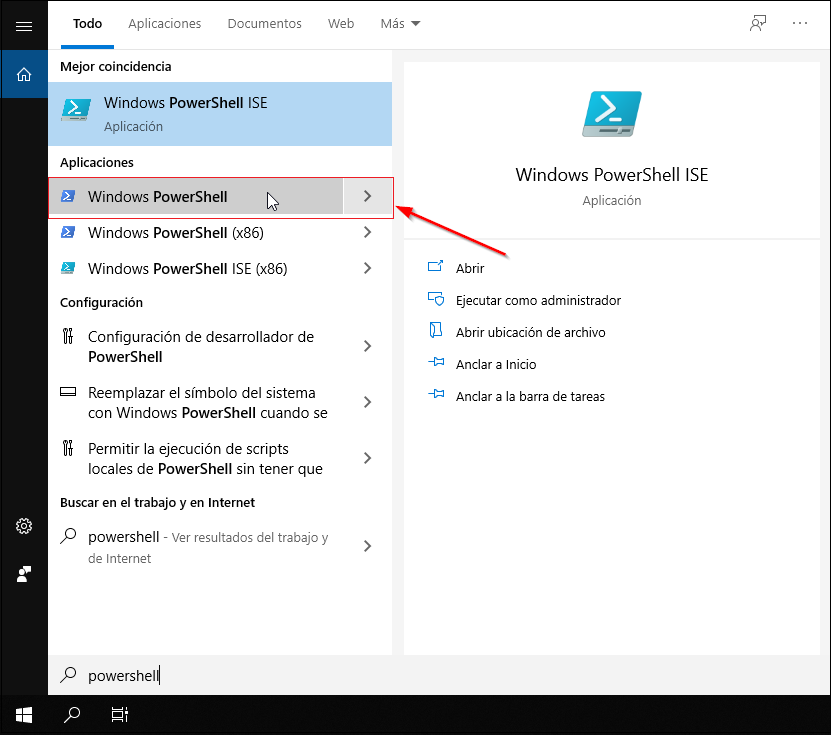 Todo Aplicaciones Documentos Web Más
Mejor coincidencia
Windows PowerShell ISE
Aplicación
Aplicaciones
Windows PowerShell
Windows PowerShell (x86)
Windows PowerShell ISE (x86)
Configuración
Configuración de desarrollador de
PowerShell
Reemplazar el símbolo del sistema
con Windows PowerShell cuando se
Permitir la ejecución de scripts
locales de PowerShell sin tener que
Buscar en el trabajo y en Internet
powershell - Ver resultados del trabajo y
de Internet
Windows PowerShell ISE
Aplicación
Abrir
Ejecutar como administrador
Abrir ubicación de archivo
Anclar a Inicio
Anclar a la barra de tareas
powershell